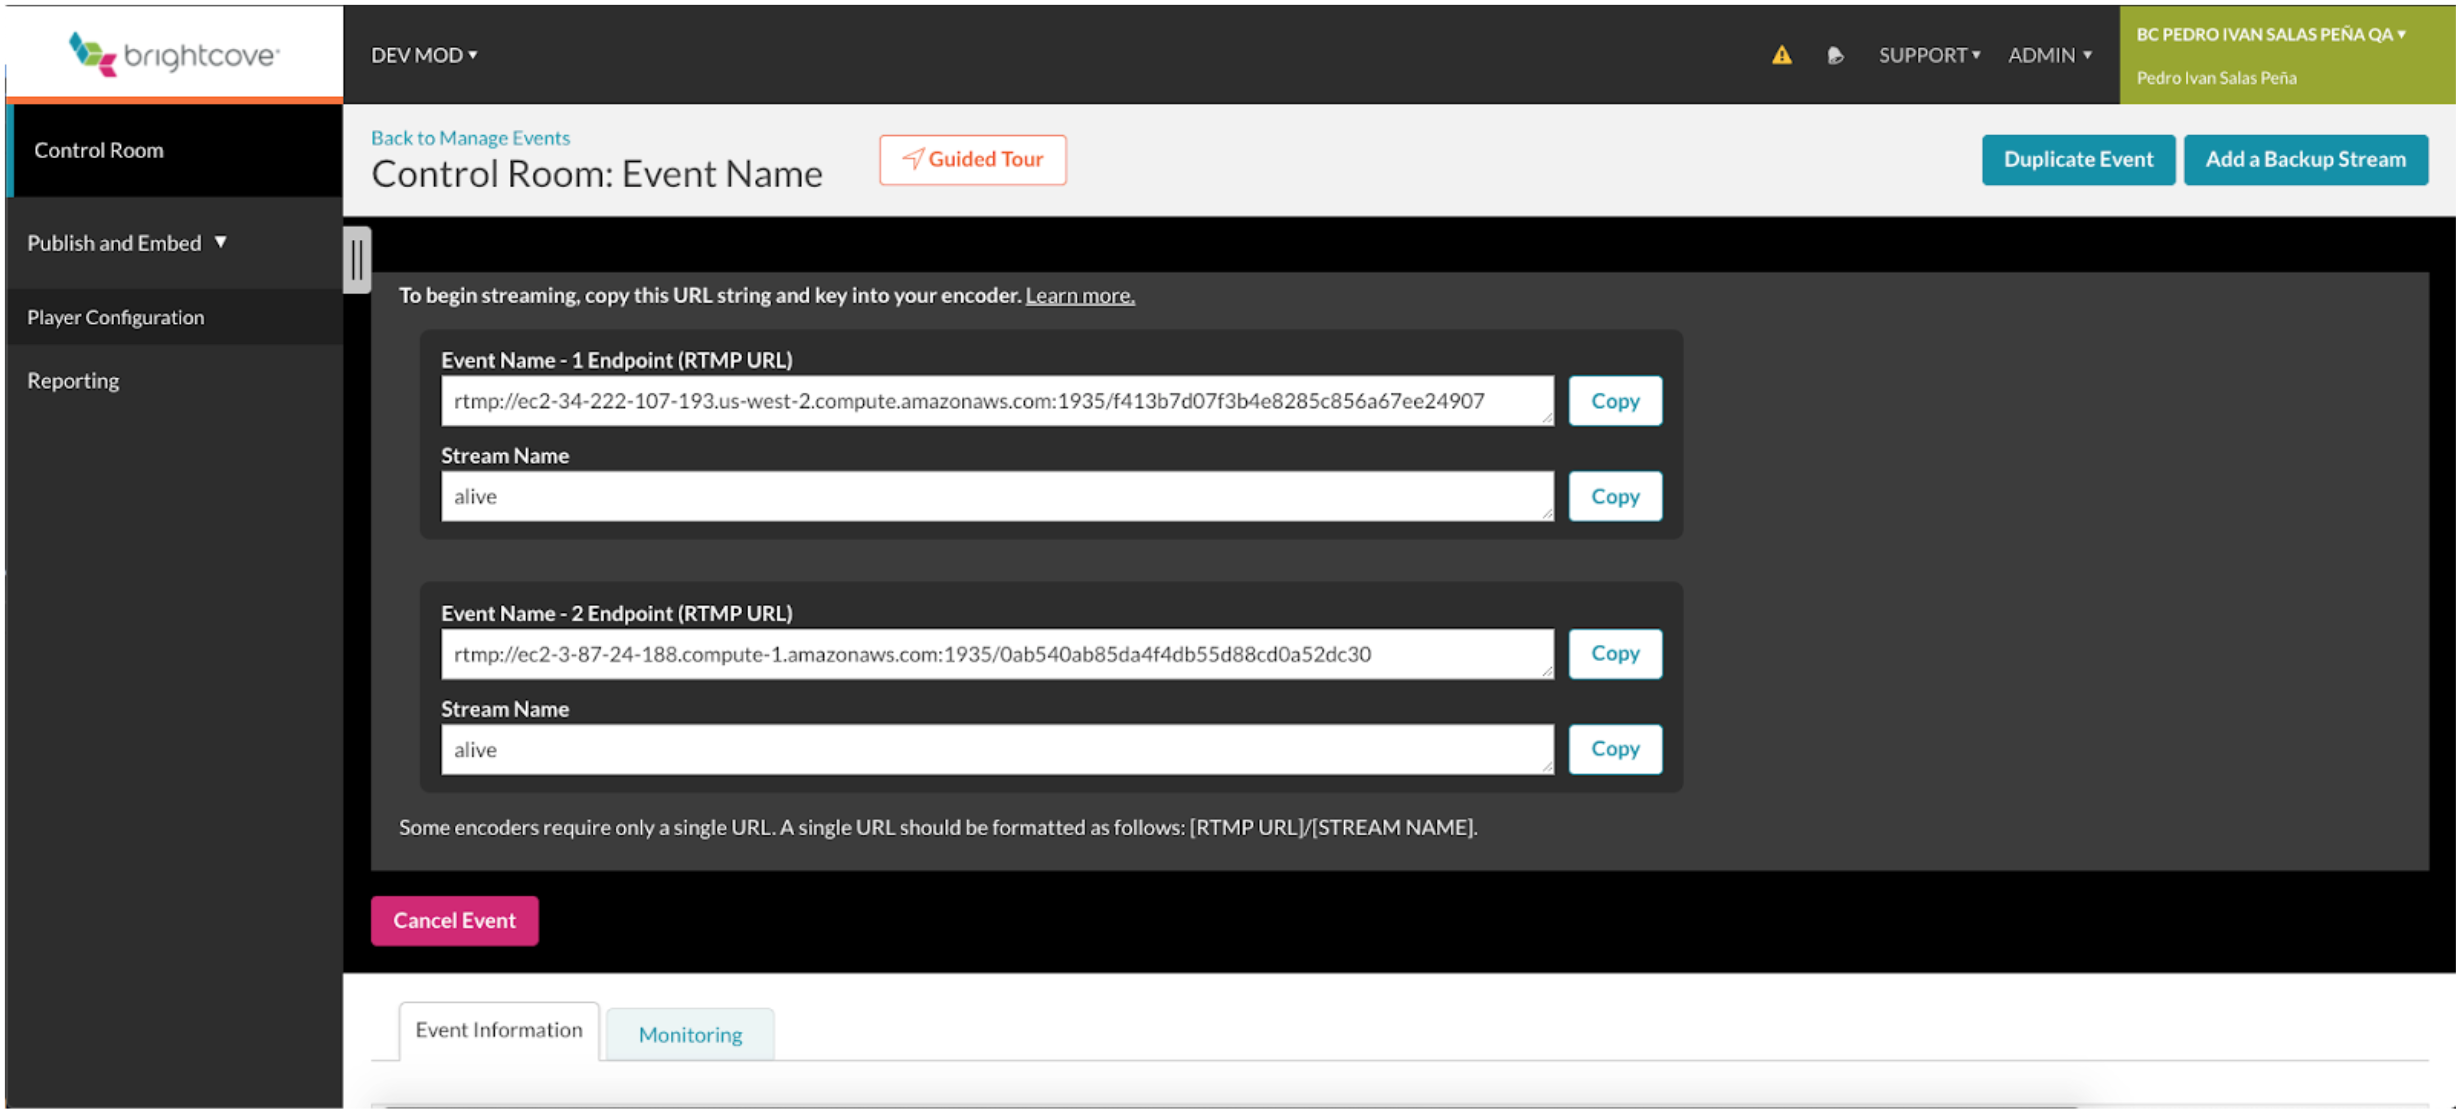 brightcove
DEV MOD ▾
SUPPORT ▾
ADMIN ▾
BC PEDRO IVAN SALAS PEÑA QA ▾
Pedro Ivan Salas Peña
Control Room
Publish and Embed ▼
Player Configuration
Reporting
Back to Manage Events
Control Room: Event Name
Guided Tour
Duplicate Event
Add a Backup Stream
To begin streaming, copy this URL string and key into your encoder. Learn more.
Event Name - 1 Endpoint (RTMP URL)
rtmp://ec2-34-222-107-193.us-west-2.compute.amazonaws.com:1935/f413b7d07f3b4e8285c856a67ee24907
Copy
Stream Name
alive
Copy
Event Name - 2 Endpoint (RTMP URL)
rtmp://ec2-3-87-24-188.compute-1.amazonaws.com:1935/0ab540ab85da4f4db55d88cd0a52dc30
Copy
Stream Name
alive
Copy
Some encoders require only a single URL. A single URL should be formatted as follows: [RTMP URL]/[STREAM NAME].
Cancel Event
Event Information
Monitoring